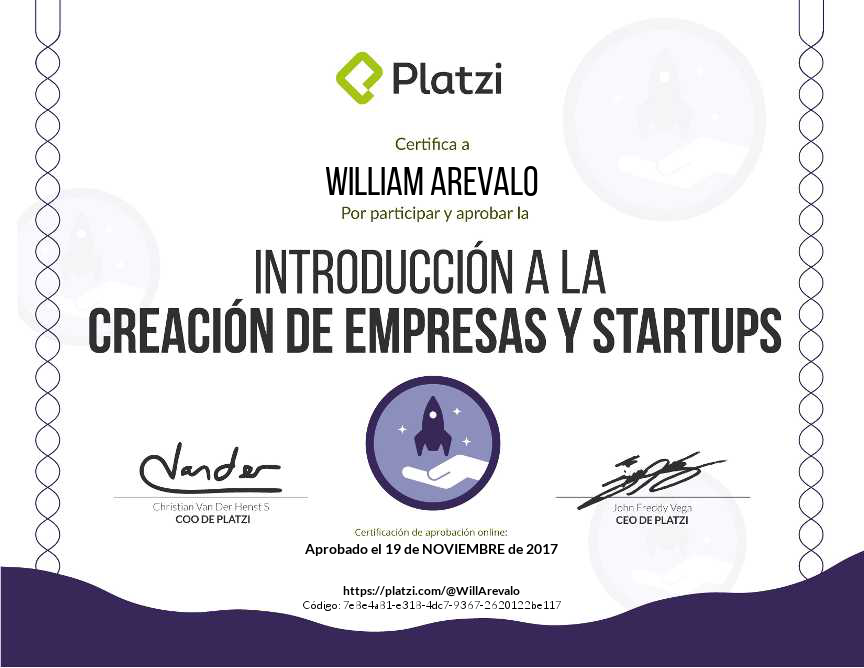 Platzi
Certifica a
WILLIAM AREVALO
Por participar y aprobar la
INTRODUCCIÓN A LA
CREACIÓN DE EMPRESAS Y STARTUPS
Vander
Christian Van Der Henst S
COO DE PLATZI
John Freddy Vega
CEO DE PLATZI
Certificación de aprobación online:
Aprobado el 19 de NOVIEMBRE de 2017
https://platzi.com/@WillArevalo
Código: 7e8e4a81-e318-4dc7-9367-2620122be117